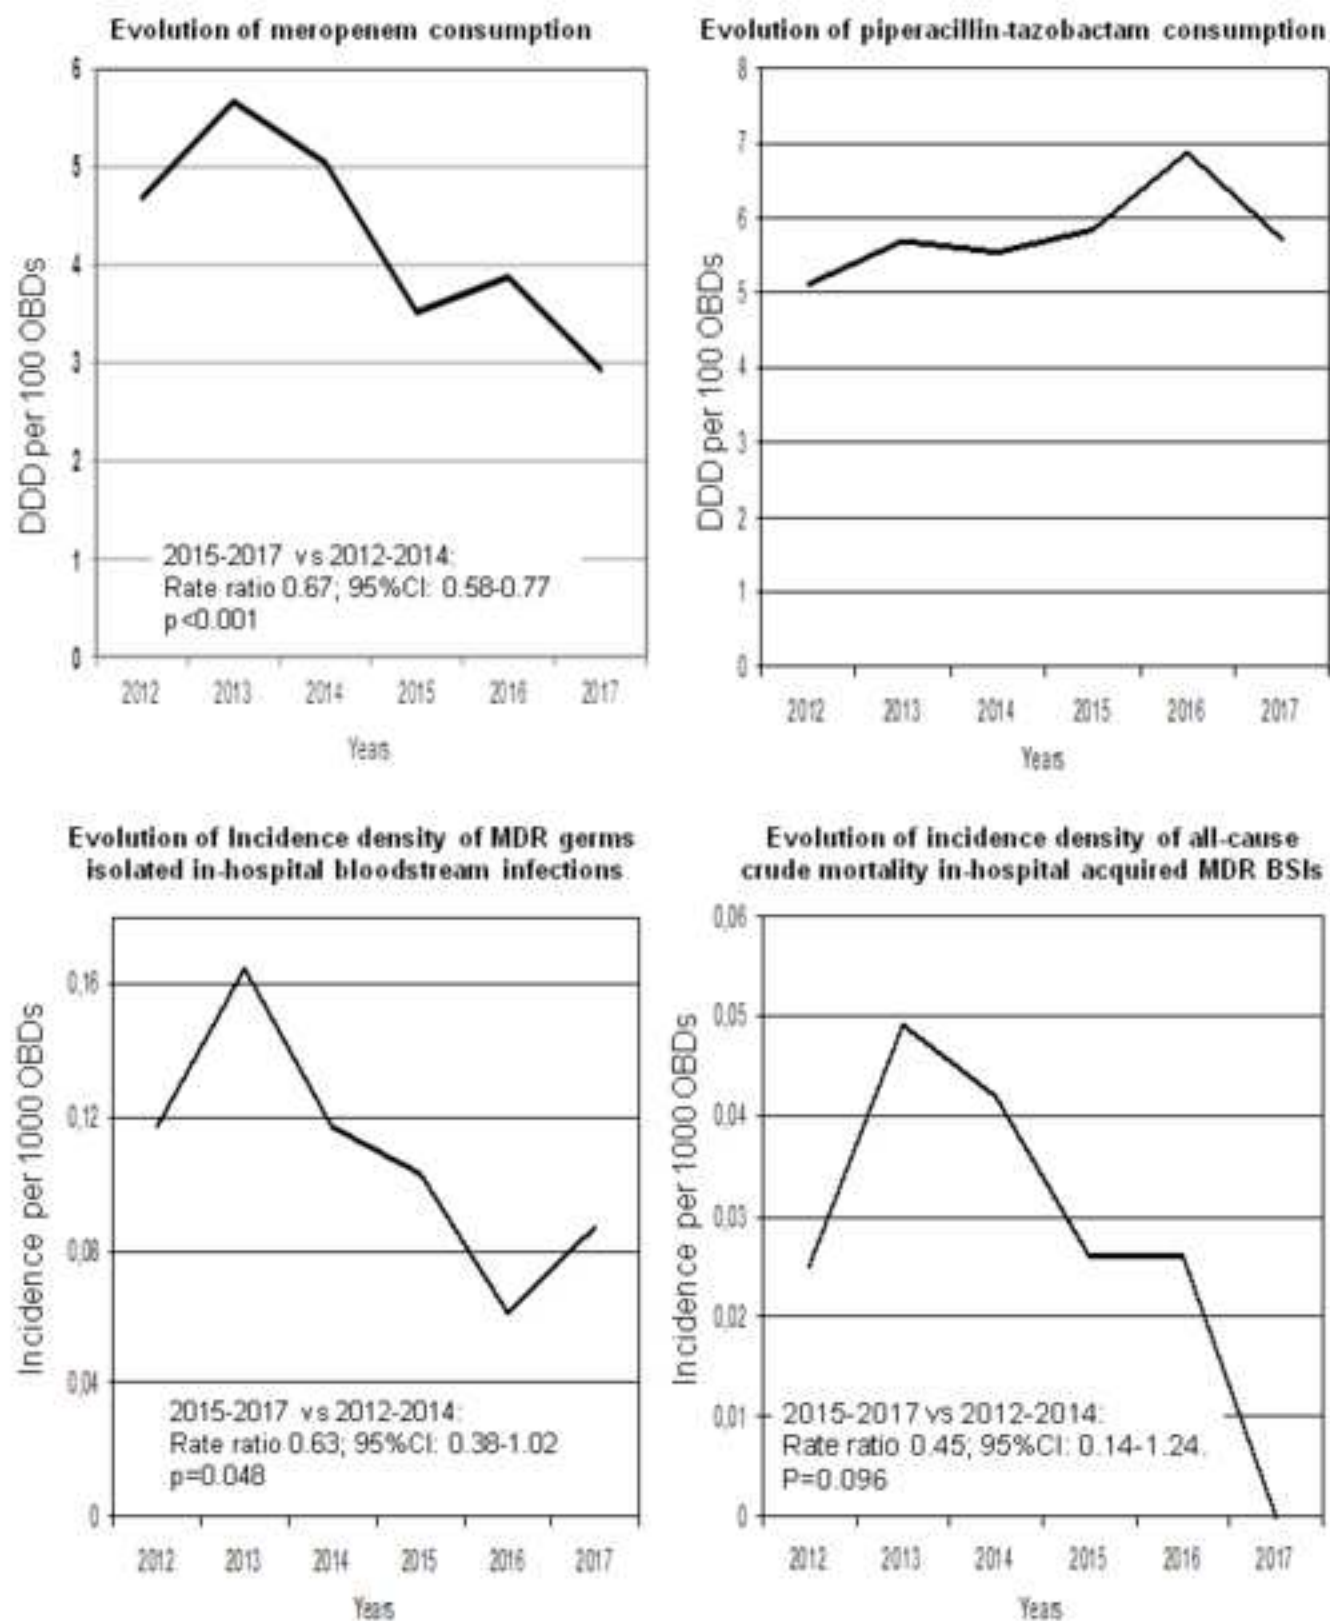 Evolution of meropenem consumption
6
5
4
3
2
1
0
DDD per 100 OBDs
2015-2017 vs 2012-2014:
Rate ratio 0.67; 95%CI: 0.58-0.77
p<0.001
2012 2013 2014 2015 2016 2017
Years
Evolution of piperacillin-tazobactam consumption
8
7
6
5
4
3
2
1
0
DDD per 100 OBDs
2012 2013 2014 2015 2016 2017
Years
Evolution of Incidence density of MDR germs
isolated in-hospital bloodstream infections
0,16
0,12
0,08
0,04
0
Incidence per 1000 OBDs
2015-2017 vs 2012-2014:
Rate ratio 0.63; 95%CI: 0.38-1.02
p=0.048
2012 2013 2014 2015 2016 2017
Years
Evolution of incidence density of all-cause
crude mortality in-hospital acquired MDR BSIs
0,06
0,05
0,04
0,03
0,02
0,01
0
Incidence per 1000 OBDs
2015-2017 vs 2012-2014:
Rate ratio 0.45; 95%CI: 0.14-1.24.
P=0.096
2012 2013 2014 2015 2016 2017
Years